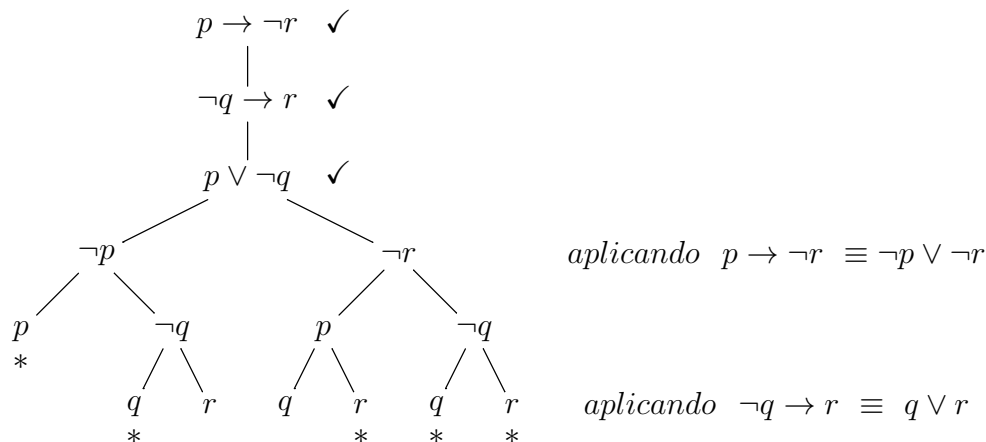 p → ¬r ✓
¬q → r ✓
p ∨ ¬q ✓
¬p ¬r aplicando p → ¬r ≡ ¬p ∨ ¬r
p ¬q p ¬q
*
q r q r q r aplicando ¬q → r ≡ q ∨ r
* * * *